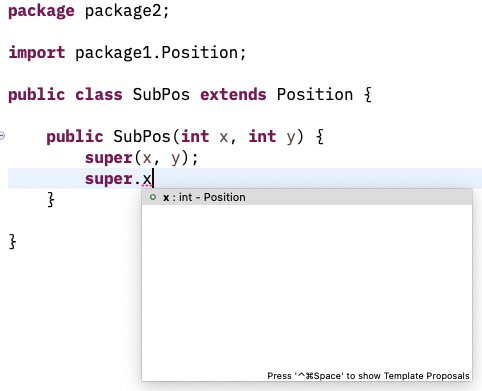 package package2;
import package1.Position;
public class SubPos extends Position {
public SubPos(int x, int y) {
super(x, y);
super.x
x : int - Position
}
}
Press '^⌘Space' to show Template Proposals